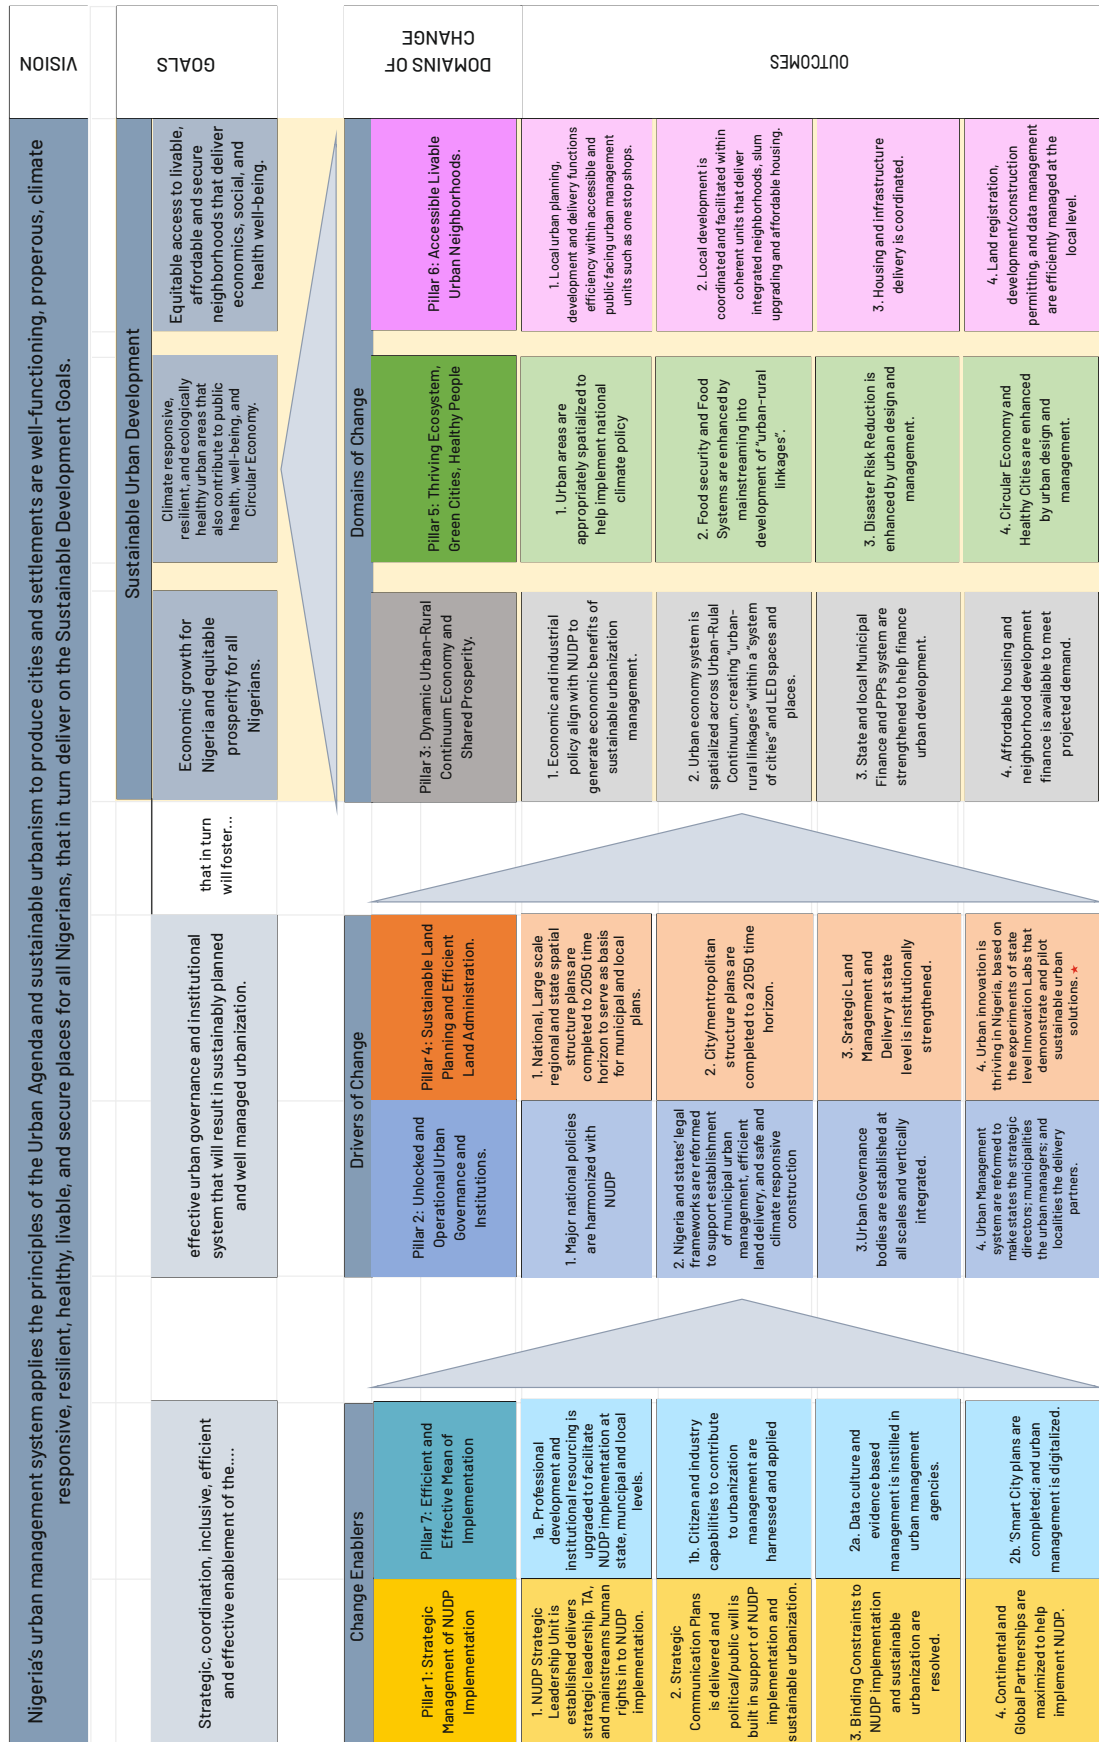 VISION
Nigeria's urban management system applies the principles of the Urban Agenda and sustainable urbanism to produce cities and settlements are well-functioning, properous, climate
responsive, resilient, healthy, livable, and secure places for all Nigerians, that in turn deliver on the Sustainable Development Goals.
GOALS
Strategic, coordination, inclusive, efficient
and effective enablement of the....
effective urban governance and institutional
system that will result in sustainably planned
and well managed urbanization.
that in turn
will foster...
Sustainable Urban Development
Economic growth for
Nigeria and equitable
prosperity for all
Nigerians.
Climate responsive,
resilient, and ecologically
healthy urban areas that
also contribute to public
health, well-being, and
Circular Economy.
Equitable access to livable,
affordable and secure
neighborhoods that deliver
economics, social, and
health well-being.
DOMAINS OF
CHANGE
Change Enablers
Drivers of Change
Domains of Change
Pillar 1: Strategic
Management of NUDP
Implementation
Pillar 7: Efficient and
Effective Mean of
Implementation
Pillar 2: Unlocked and
Operational Urban
Governance and
Institutions.
Pillar 4: Sustainable Land
Planning and Efficient
Land Administration.
Pillar 3: Dynamic Urban-Rural
Continuum Economy and
Shared Prosperity.
Pillar 5: Thriving Ecosystem,
Green Cities, Healthy People
Pillar 6: Accessible Livable
Urban Neighborhoods.
OUTCOMES
1. NUDP Strategic
Leadership Unit is
established delivers
strategic leadership, TA,
and mainstreams human
rights in to NUDP
implementation.
1a. Professional
development and
institutional resourcing is
upgraded to facilitate
NUDP implementation at
state, municipal and local
levels.
1. Major national policies
are harmonized with
NUDP
1. National, Large scale
regional and state spatial
structure plans are
completed to 2050 time
horizon to serve as basis
for municipal and local
plans.
1. Economic and industrial
policy align with NUDP to
generate economic benefits of
sustainable urbanization
management.
1. Urban areas are
appropriately spatialized to
help implement national
climate policy
1. Local urban planning,
development and delivery functions
efficiency within accessible and
public facing urban management
units such as one stop shops.
2. Strategic
Communication Plans
is delivered and
political/public will is
built in support of NUDP
implementation and
sustainable urbanization.
1b. Citizen and industry
capabilities to contribute
to urbanization
management are
harnessed and applied
2. Nigeria and states' legal
frameworks are reformed
to support establishment
of municipal urban
management, efficient
land delivery, and safe and
climate responsive
construction
2. City/mentropolitan
structure plans are
completed to a 2050 time
horizon.
2. Urban economy system is
spatialized across Urban-Rulal
Continuum, creating "urban-
rural linkages" within a "system
of cities" and LED spaces and
places.
2. Food security and Food
Systems are enhanced by
mainstreaming into
development of "urban-rural
linkages".
2. Local development is
coordinated and facilitated within
coherent units that deliver
integrated neighborhoods, slum
upgrading and affordable housing.
3. Binding Constraints to
NUDP implementation
and sustainable
urbanization are
resolved.
2a. Data culture and
evidence based
management is instilled in
urban management
agencies.
3.Urban Governance
bodies are established at
all scales and vertically
integrated.
3. Srategic Land
Management and
Delivery at state
level is institutionally
strengthened.
3. State and local Municipal
Finance and PPPs system are
strengthened to help finance
urban development.
3. Disaster Risk Reduction is
enhanced by urban design and
management.
3. Housing and infrastructure
delivery is coordinated.
4. Continental and
Global Partnerships are
maximized to help
implement NUDP.
2b. 'Smart City plans are
completed; and urban
management is digitalized.
4. Urban Management
system are reformed to
make states the strategic
directors; municipalities
the urban managers; and
localities the delivery
partners.
4. Urban innovation is
thriving in Nigeria, based on
the experiments of state
level Innovation Labs that
demonstrate and pilot
sustainable urban
solutions. *
4. Affordable housing and
neighborhood development
finance is available to meet
projected demand.
4. Circular Economy and
Healthy Cities are enhanced
by urban design and
management.
4. Land registration,
development/construction
permitting, and data management
are efficiently managed at the
local level.